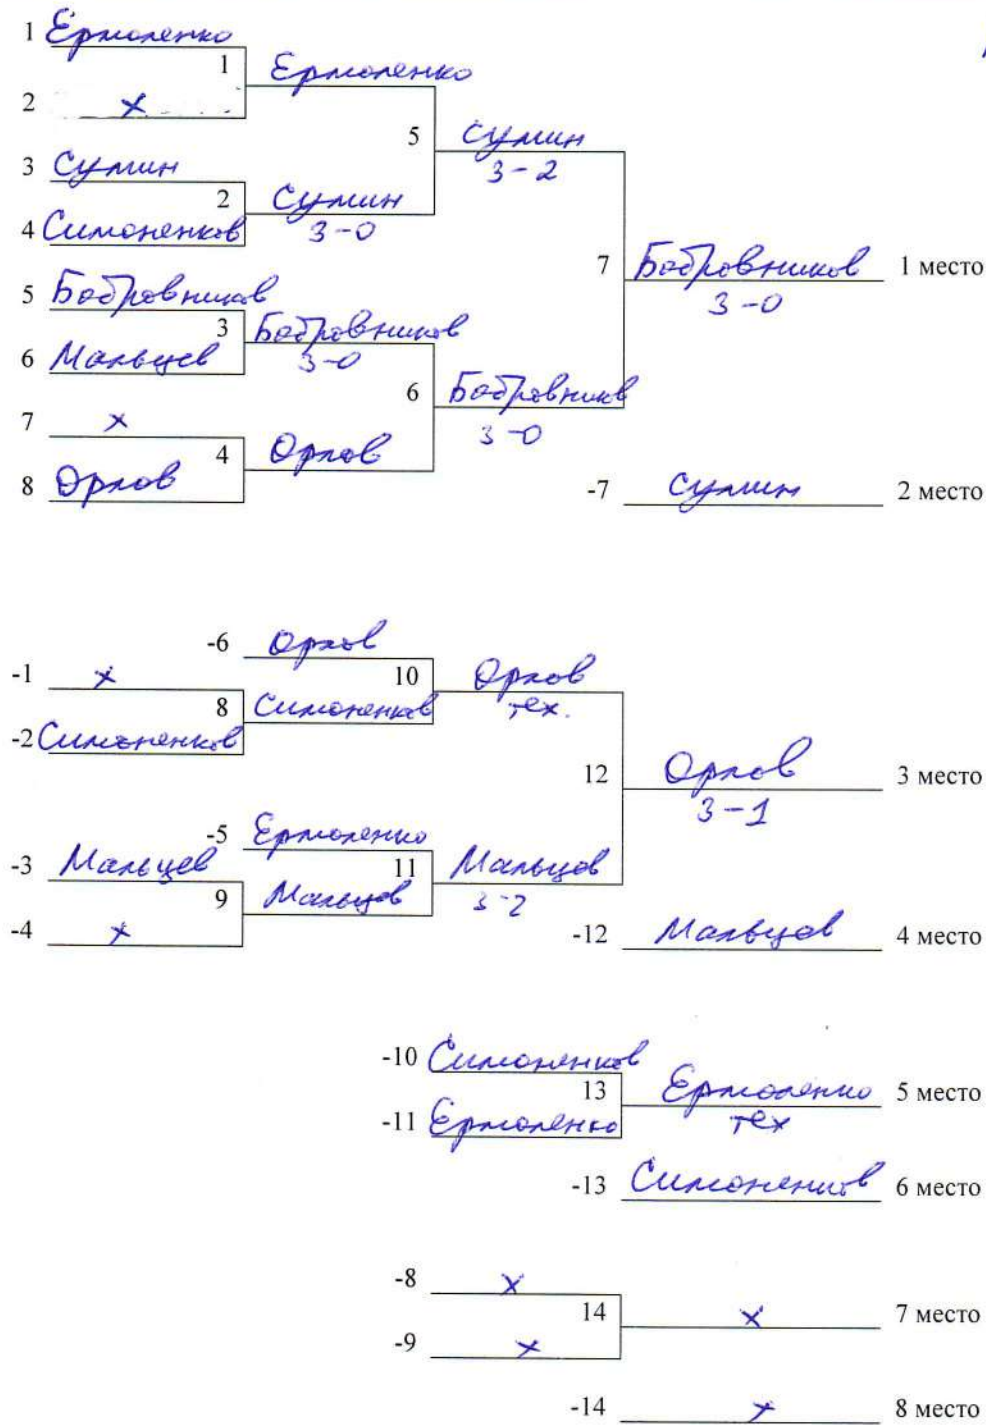 1 Ермоленко
1 Ермоленко
2 х
5 Сумин
3-2
3 Сумин
2 Сумин
3-0
4 Симоненков
7 Бобровников 1 место
3-0
5 Бобровников
3 Бобровников
3-0
6 Мальцев
6 Бобровников
3-0
7 х
4 Орлов
8 Орлов
-7 Сумин 2 место
-6 Орлов
-1 х
10 Орлов
тех.
8 Симоненков
-2 Симоненков
12 Орлов 3 место
3-1
-5 Ермоленко
-3 Мальцев
11 Мальцев
3-2
9 Мальцев
-4 х
-12 Мальцев 4 место
-10 Симоненков
13 Ермоленко 5 место
тех
-11 Ермоленко
-13 Симоненков 6 место
-8 х
14 х 7 место
-9 х
-14 х 8 место